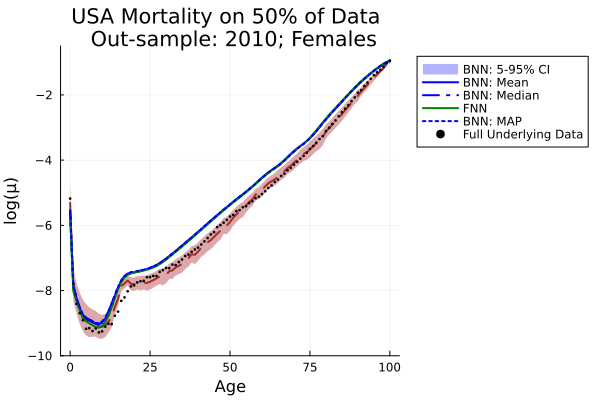 USA Mortality on 50% of Data
Out-sample: 2010; Females
BNN: 5-95% CI
BNN: Mean
BNN: Median
FNN
BNN: MAP
Full Underlying Data
log(μ)
−2
−4
−6
−8
−10
0
25
50
75
100
Age